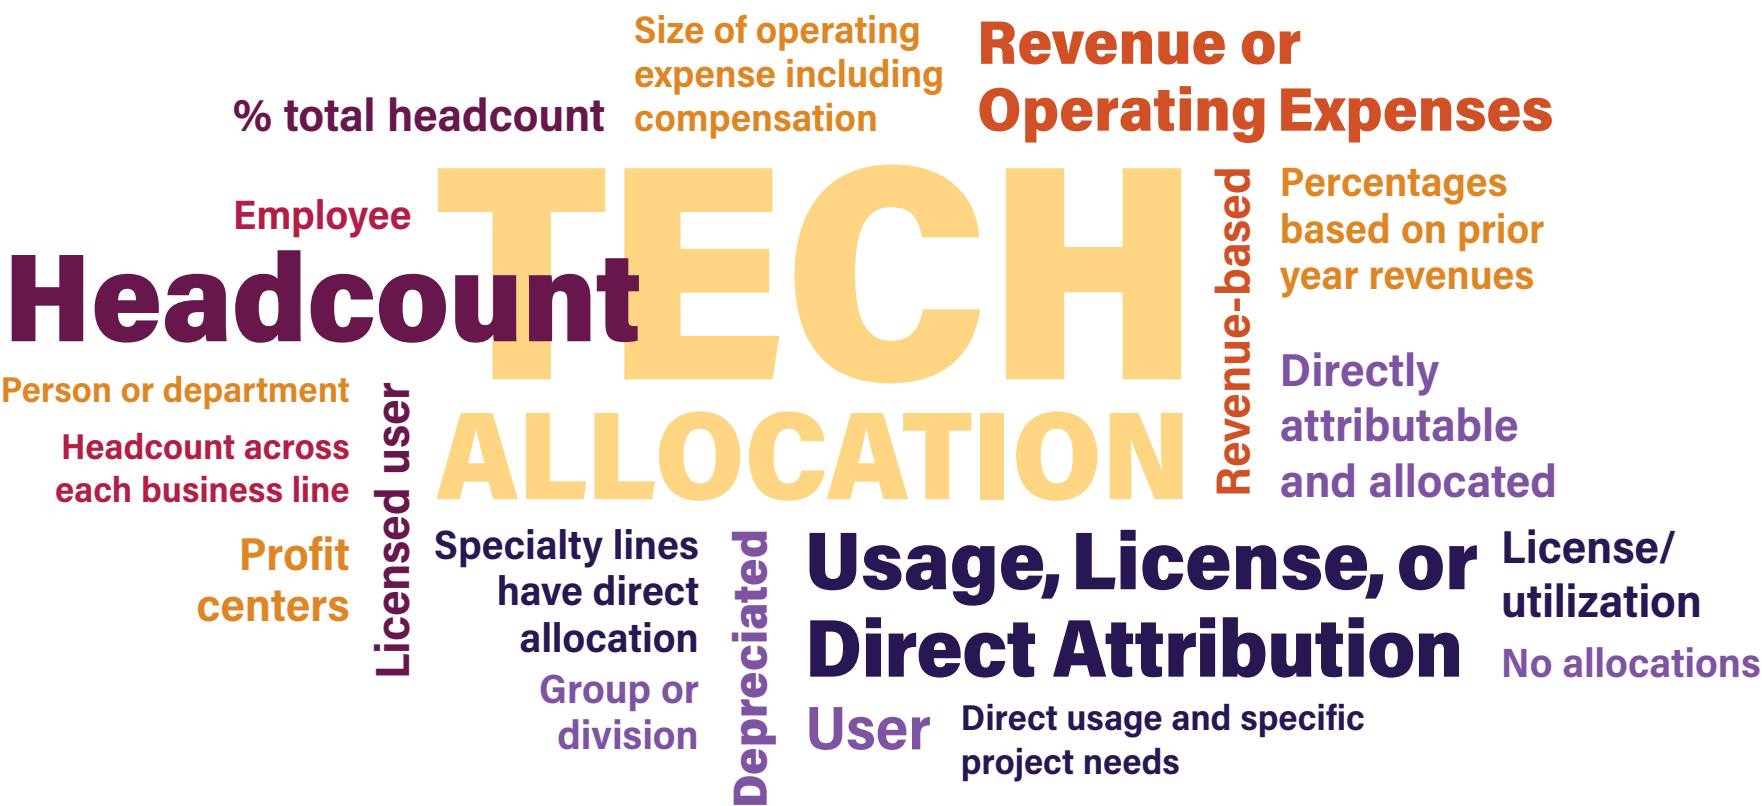 Size of operating
expense including
compensation
Revenue or
Operating Expenses
% total headcount
Employee
Headcount
TECH
ALLOCATION
Revenue-based
Percentages
based on prior
year revenues
Directly
attributable
and allocated
Person or department
Headcount across
each business line
Profit
centers
Licensed user
Specialty lines
have direct
allocation
Group or
division
Depreciated
Usage, License, or
Direct Attribution
License/
utilization
No allocations
User
Direct usage and specific
project needs